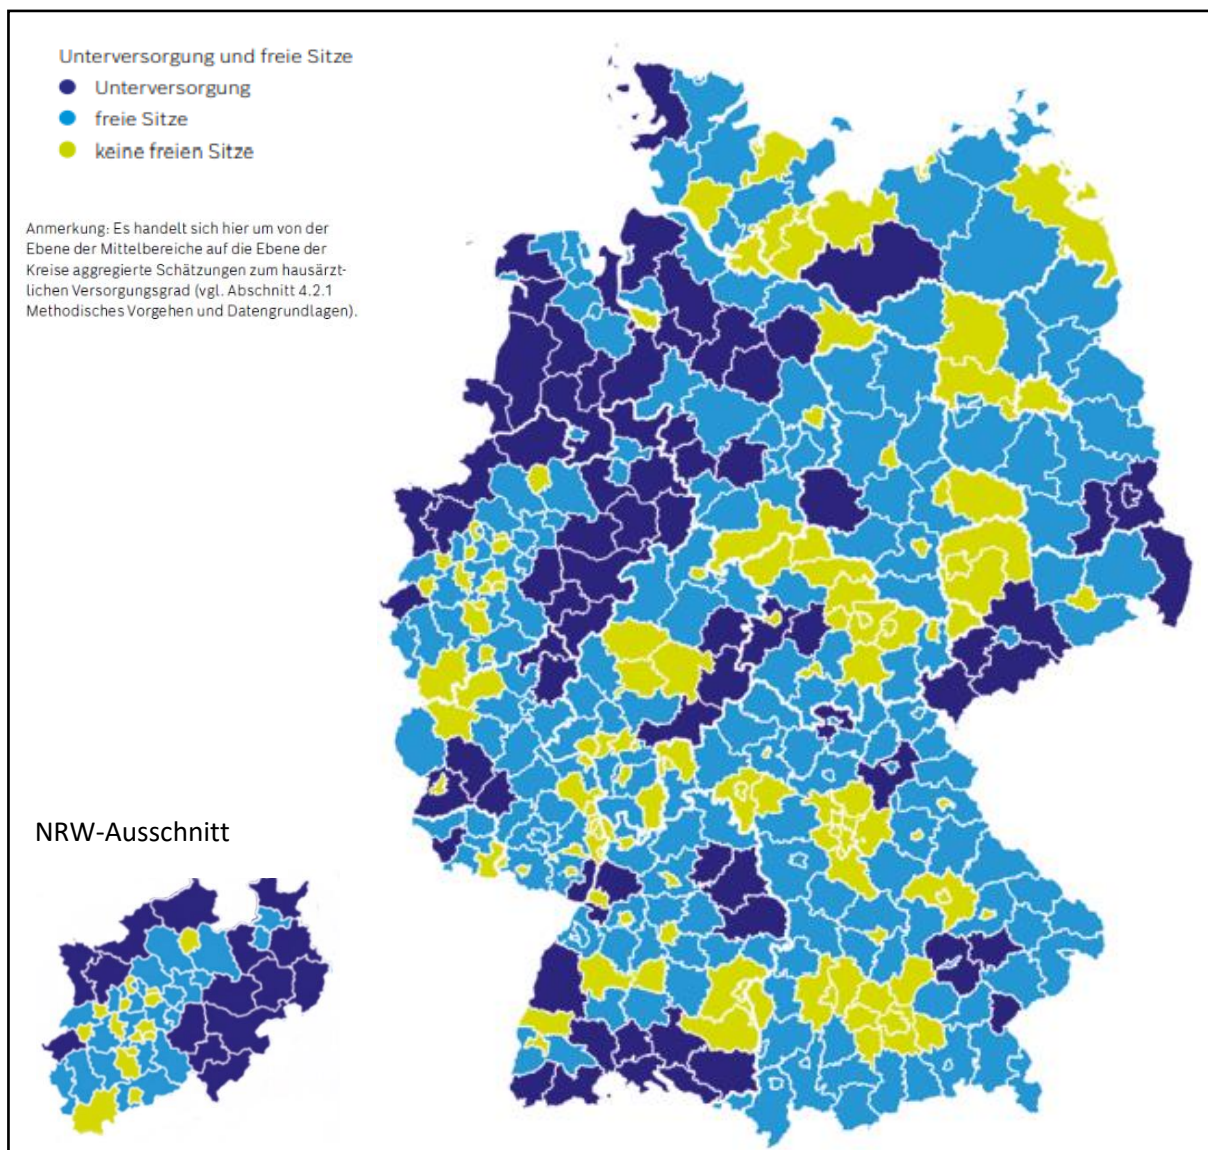 Unterversorgung und freie Sitze
Unterversorgung
freie Sitze
keine freien Sitze
Anmerkung: Es handelt sich hier um von der
Ebene der Mittelbereiche auf die Ebene der
Kreise aggregierte Schätzungen zum hausärzt-
lichen Versorgungsgrad (vgl. Abschnitt 4.2.1
Methodisches Vorgehen und Datengrundlagen).
NRW-Ausschnitt